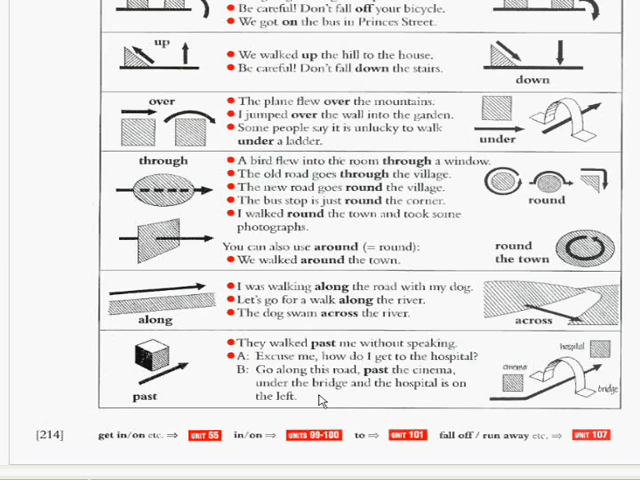 Be careful! Don't fall off your bicycle.
We got on the bus in Princes Street.
up
We walked up the hill to the house.
Be careful! Don't fall down the stairs.
down
over
The plane flew over the mountains.
I jumped over the wall into the garden.
Some people say it is unlucky to walk
under a ladder.
under
through
A bird flew into the room through a window.
The old road goes through the village.
The new road goes round the village.
The bus stop is just round the corner.
I walked round the town and took some
photographs.
round
You can also use around (= round):
We walked around the town.
round
the town
I was walking along the road with my dog.
Let's go for a walk along the river.
The dog swam across the river.
along
across
They walked past me without speaking.
A: Excuse me, how do I get to the hospital?
B: Go along this road, past the cinema,
under the bridge and the hospital is on
the left.
past
hospital
cinema
bridge
[214]
get in/on etc. ⇒ UNIT 55 in/on ⇒ UNITS 99-100 to ⇒ UNIT 101 fall off / run away etc. ⇒ UNIT 107